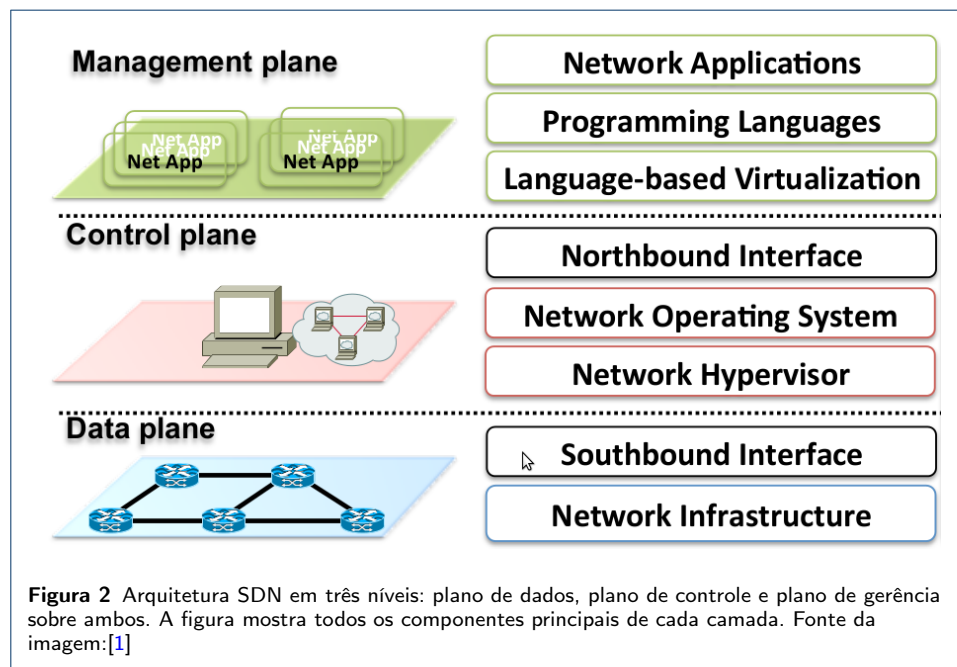 Management plane
Network Applications
Programming Languages
Language-based Virtualization
Net App
Net App
Net App
Net App
Net App
Net App
Control plane
Northbound Interface
Network Operating System
Network Hypervisor
Data plane
Southbound Interface
Network Infrastructure
Figura 2 Arquitetura SDN em três níveis: plano de dados, plano de controle e plano de gerência
sobre ambos. A figura mostra todos os componentes principais de cada camada. Fonte da
imagem:[1]